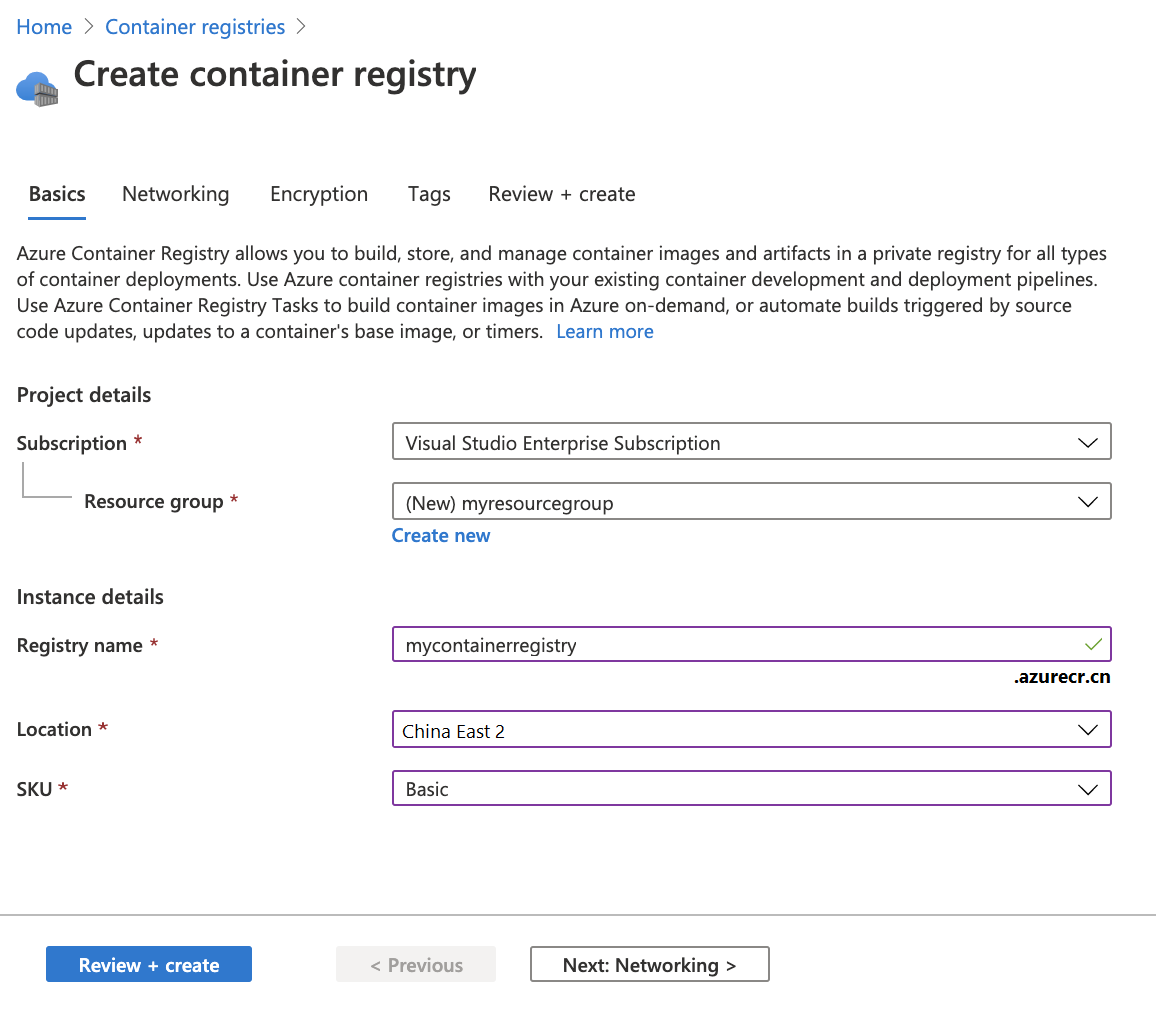 Home > Container registries >
Create container registry
Basics Networking Encryption Tags Review + create
Azure Container Registry allows you to build, store, and manage container images and artifacts in a private registry for all types
of container deployments. Use Azure container registries with your existing container development and deployment pipelines.
Use Azure Container Registry Tasks to build container images in Azure on-demand, or automate builds triggered by source
code updates, updates to a container's base image, or timers. Learn more
Project details
Subscription * Visual Studio Enterprise Subscription
Resource group * (New) myresourcegroup
Create new
Instance details
Registry name * mycontainerregistry
.azurecr.cn
Location * China East 2
SKU * Basic
Review + create < Previous Next: Networking >